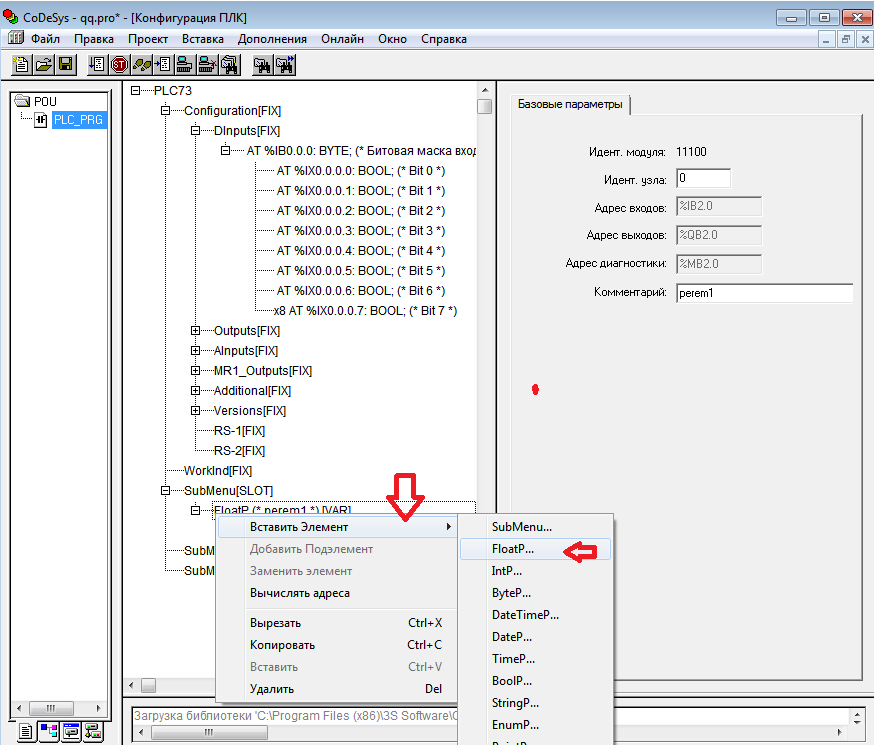 CoDeSys - qq.pro* - [Конфигурация ПЛК]
Файл Правка Проект Вставка Дополнения Онлайн Окно Справка
POU
PLC_PRG
PLC73
Configuration[FIX]
DInputs[FIX]
AT %IB0.0.0: BYTE; (* Битовая маска вход
AT %IX0.0.0.0: BOOL; (* Bit 0 *)
AT %IX0.0.0.1: BOOL; (* Bit 1 *)
AT %IX0.0.0.2: BOOL; (* Bit 2 *)
AT %IX0.0.0.3: BOOL; (* Bit 3 *)
AT %IX0.0.0.4: BOOL; (* Bit 4 *)
AT %IX0.0.0.5: BOOL; (* Bit 5 *)
AT %IX0.0.0.6: BOOL; (* Bit 6 *)
x8 AT %IX0.0.0.7: BOOL; (* Bit 7 *)
Outputs[FIX]
AInputs[FIX]
MR1_Outputs[FIX]
Additional[FIX]
Versions[FIX]
RS-1[FIX]
RS-2[FIX]
WorkInd[FIX]
SubMenu[SLOT]
FloatP (* perem1 *) [VAR]
SubM
SubM
Вставить Элемент
Добавить Подэлемент
Заменить элемент
Вычислять адреса
Вырезать Ctrl+X
Копировать Ctrl+C
Вставить Ctrl+V
Удалить Del
SubMenu...
FloatP...
IntP...
ByteP...
DateTimeP...
DateP...
TimeP...
BoolP...
StringP...
EnumP...
Базовые параметры
Идент. модуля: 11100
Идент. узла: 0
Адрес входов: %IB2.0
Адрес выходов: %QB2.0
Адрес диагностики: %MB2.0
Комментарий: perem1
Загрузка библиотеки 'C:\Program Files (x86)\3S Software\